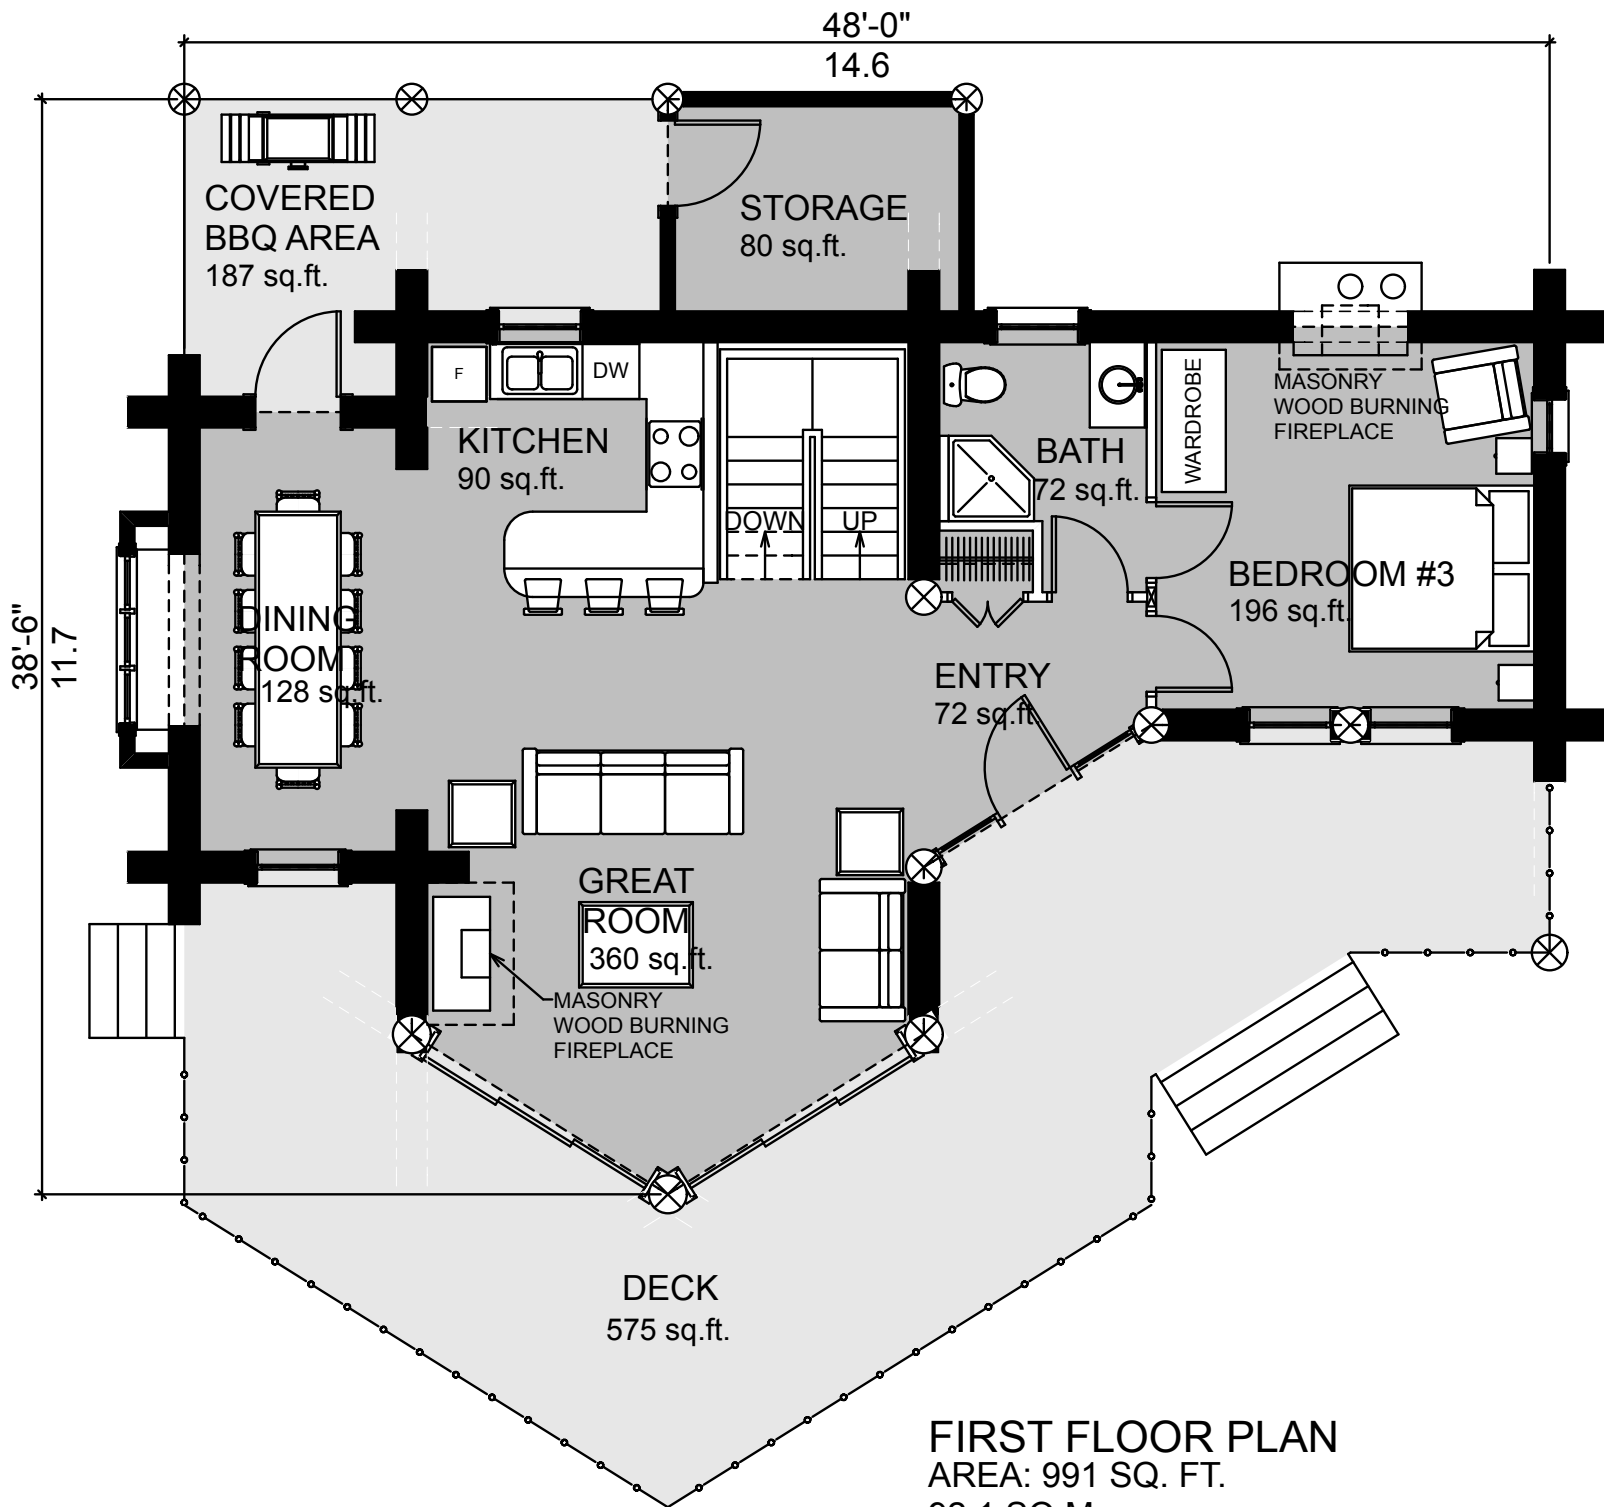 48'-0"
14.6
38'-6"
11.7
COVERED
BBQ AREA
187 sq.ft.
STORAGE
80 sq.ft.
F
DW
KITCHEN
90 sq.ft.
DOWN
UP
BATH
72 sq.ft.
WARDROBE
MASONRY
WOOD BURNING
FIREPLACE
BEDROOM #3
196 sq.ft.
DINING
ROOM
128 sq.ft.
ENTRY
72 sq.ft.
GREAT
ROOM
360 sq.ft.
MASONRY
WOOD BURNING
FIREPLACE
DECK
575 sq.ft.
FIRST FLOOR PLAN
AREA: 991 SQ. FT.